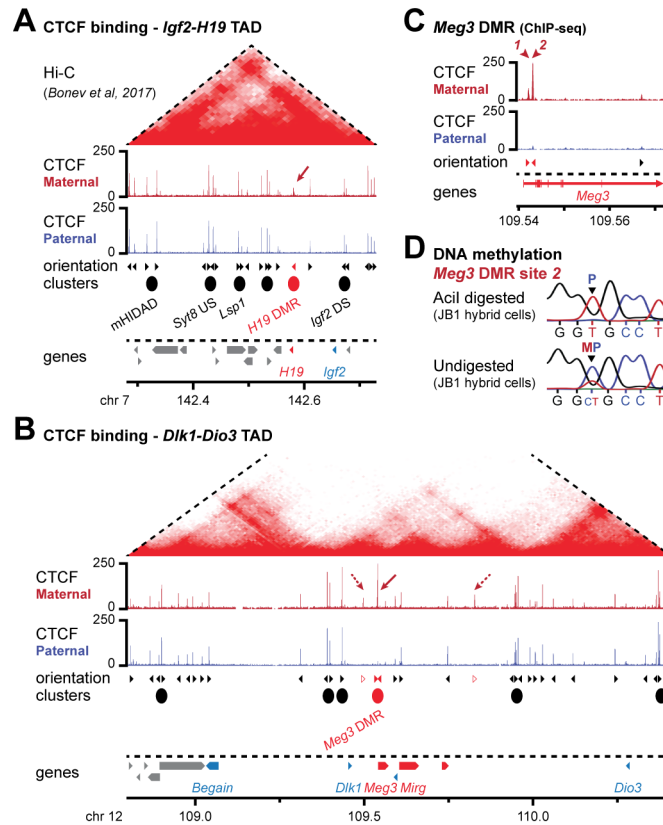 A CTCF binding - Igf2-H19 TAD
Hi-C
(Bonev et al, 2017)
250
CTCF
Maternal
0
250
CTCF
Paternal
0
orientation
clusters
mHIDAD
Syt8 US
Lsp1
H19 DMR
Igf2 DS
genes
H19
Igf2
chr 7
142.4
142.6
B CTCF binding - Dlk1-Dio3 TAD
250
CTCF
Maternal
0
250
CTCF
Paternal
0
orientation
clusters
Meg3 DMR
genes
Begain
Dlk1 Meg3 Mirg
Dio3
chr 12
109.0
109.5
110.0
C Meg3 DMR (ChIP-seq)
1 2
250
CTCF
Maternal
0
250
CTCF
Paternal
0
orientation
genes
Meg3
109.54
109.56
D DNA methylation
Meg3 DMR site 2
P
Acil digested
(JB1 hybrid cells)
G G T G C C T
MP
Undigested
(JB1 hybrid cells)
G G C T G C C T